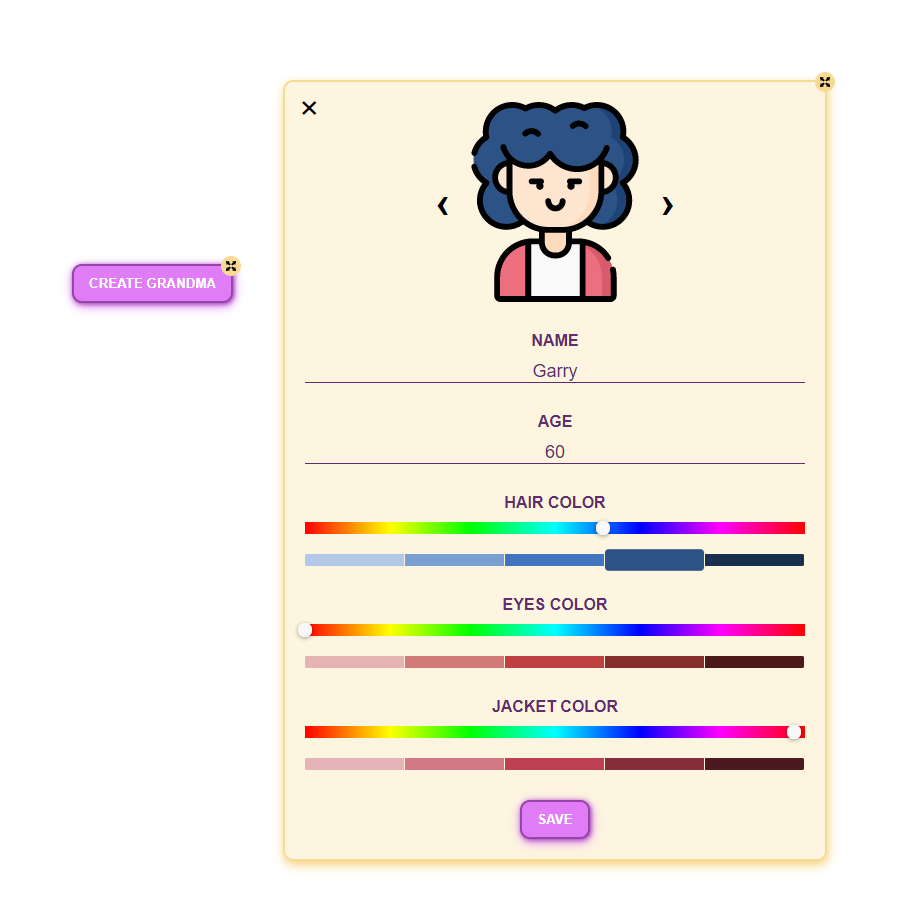 CREATE GRANDMA
NAME
Garry
AGE
60
HAIR COLOR
EYES COLOR
JACKET COLOR
SAVE